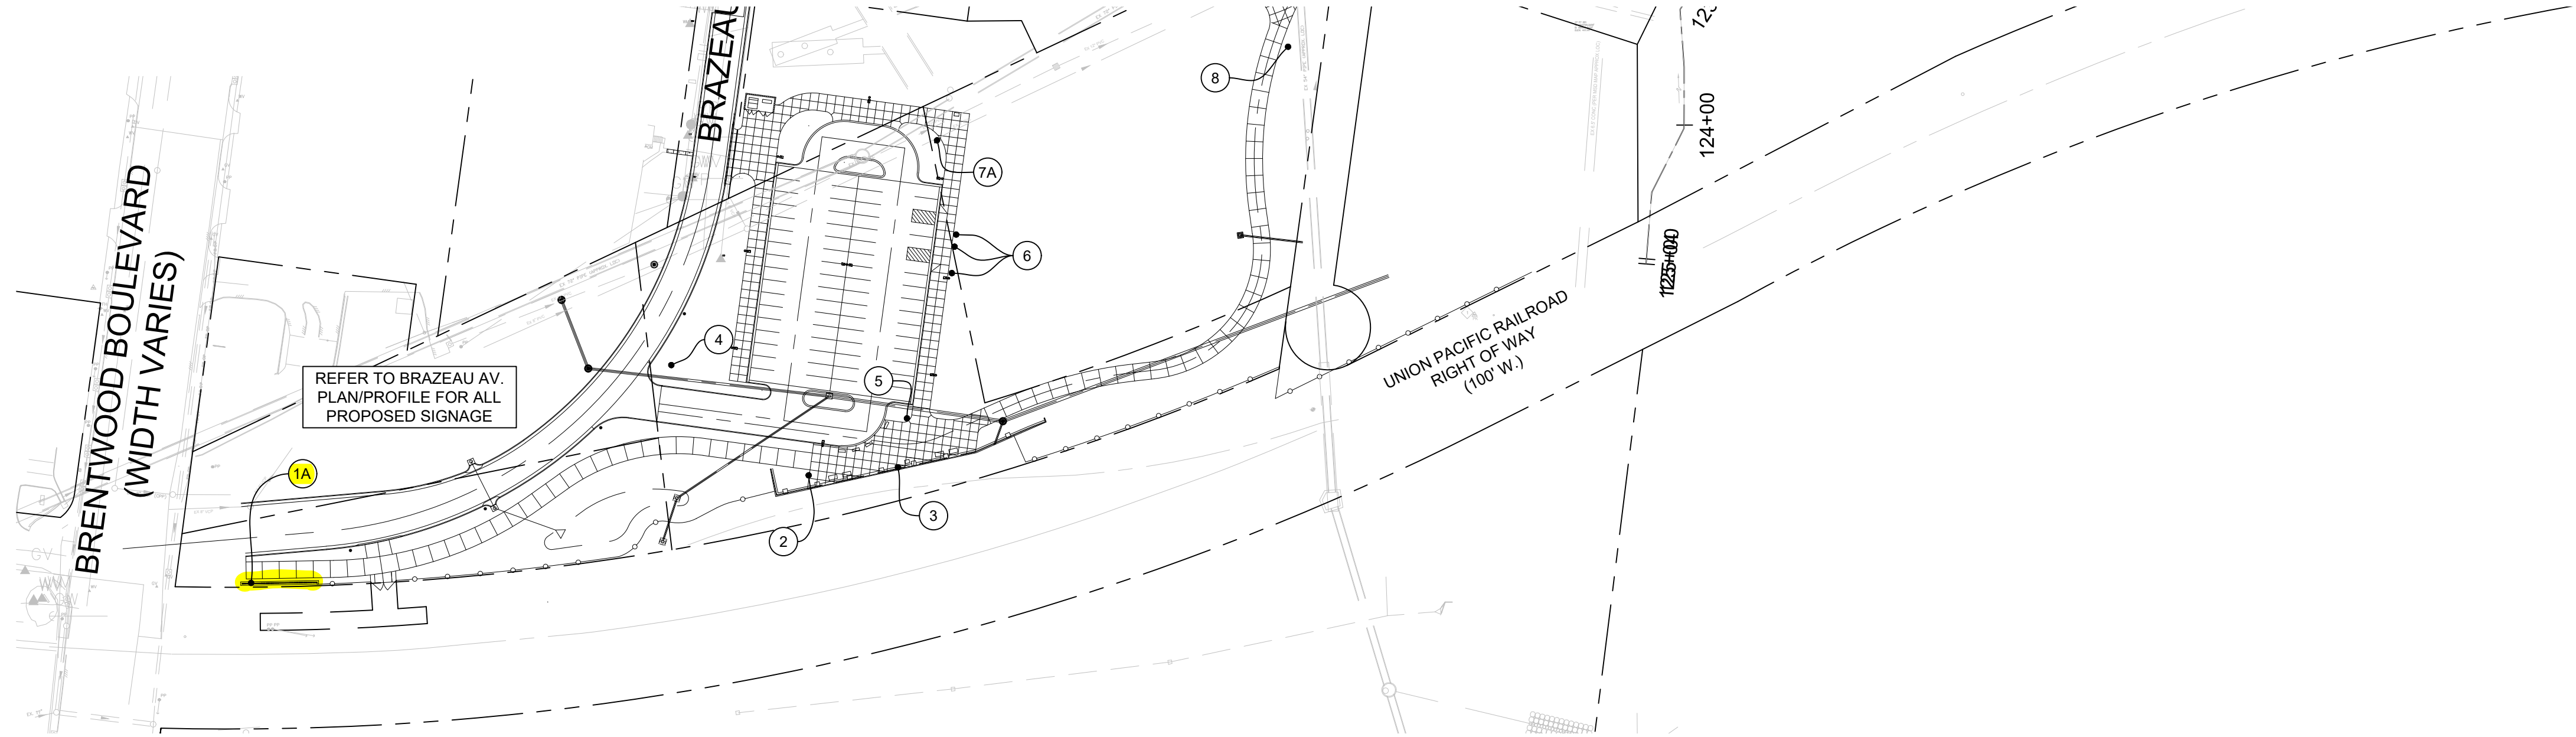 BRENTWOOD BOULEVARD
(WIDTH VARIES)
BRAZEAU
REFER TO BRAZEAU AV.
PLAN/PROFILE FOR ALL
PROPOSED SIGNAGE
1A
2
3
4
5
6
7A
8
UNION PACIFIC RAILROAD
RIGHT OF WAY
(100' W.)
124+00
GV